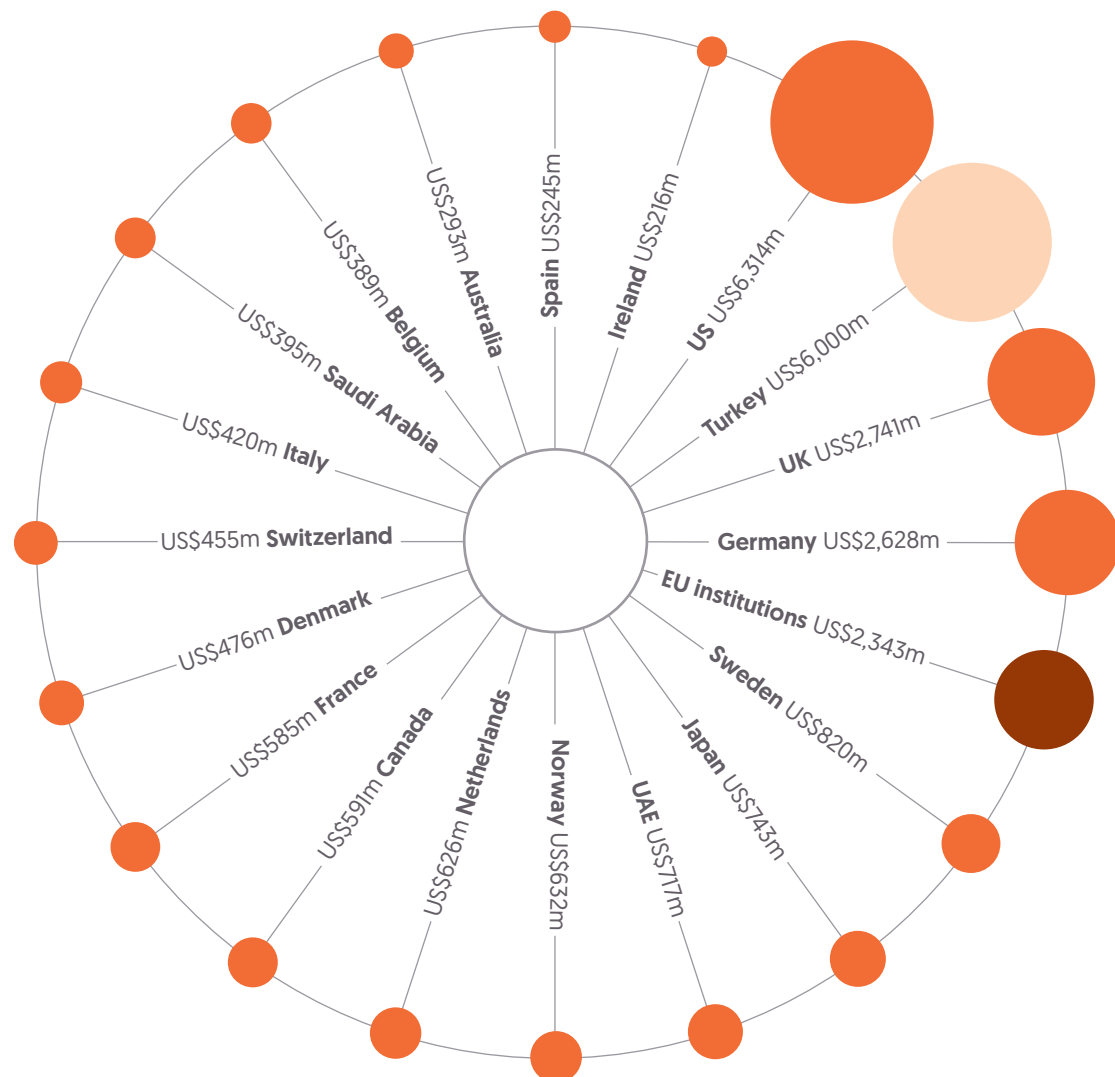 US US$6,314m
Turkey US$6,000m
UK US$2,741m
Germany US$2,628m
EU institutions US$2,343m
Sweden US$820m
Japan US$743m
UAE US$717m
Norway US$632m
US$626m Netherlands
US$591m Canada
US$585m France
US$476m Denmark
US$455m Switzerland
US$420m Italy
US$395m Saudi Arabia
US$389m Belgium
US$293m Australia
Spain US$245m
Ireland US$216m